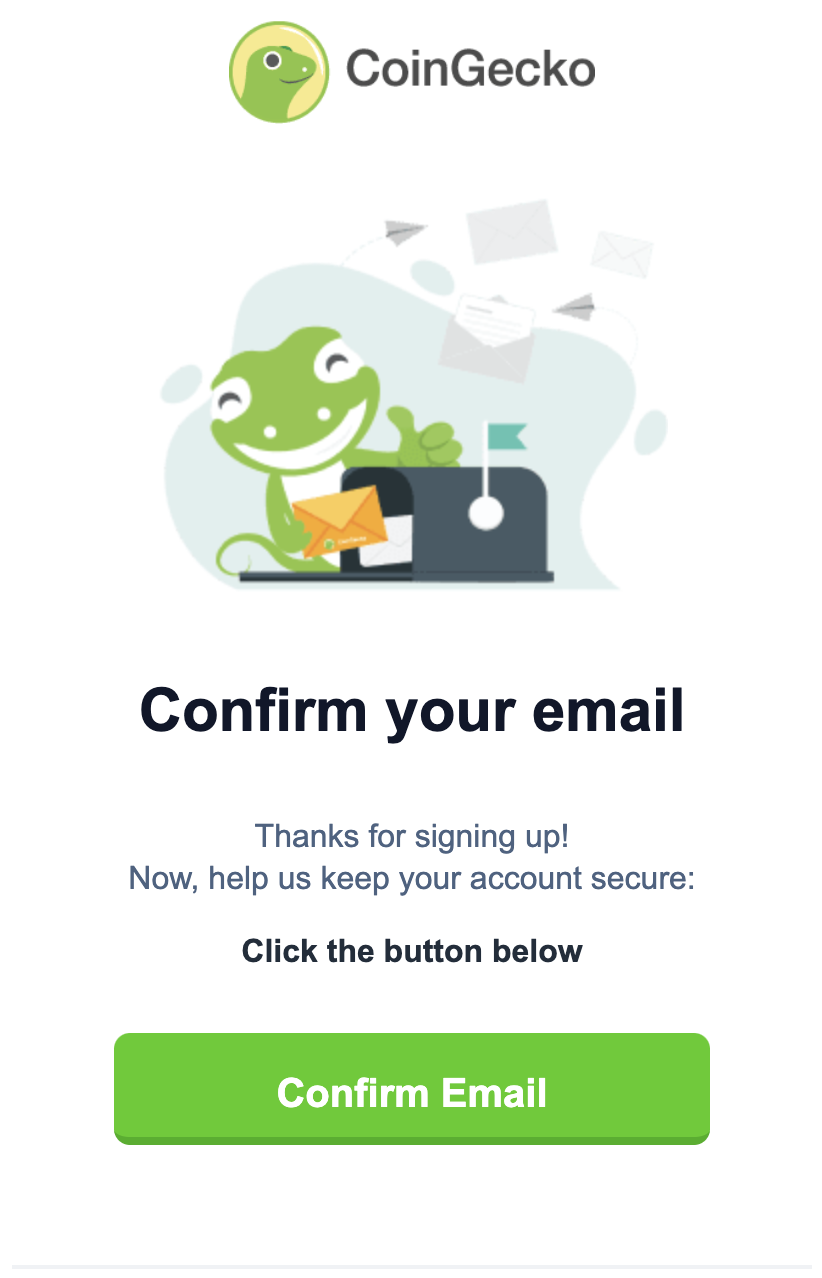 CoinGecko
Confirm your email
Thanks for signing up!
Now, help us keep your account secure:
Click the button below
Confirm Email